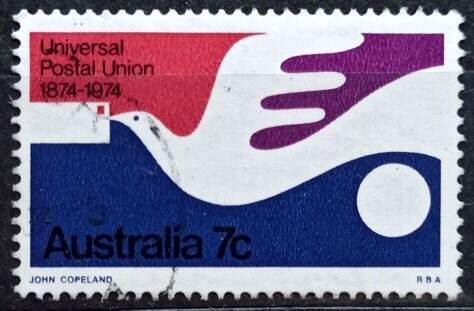 Universal
Postal Union
1874-1974
Australia 7c
JOHN COPELAND
RBA